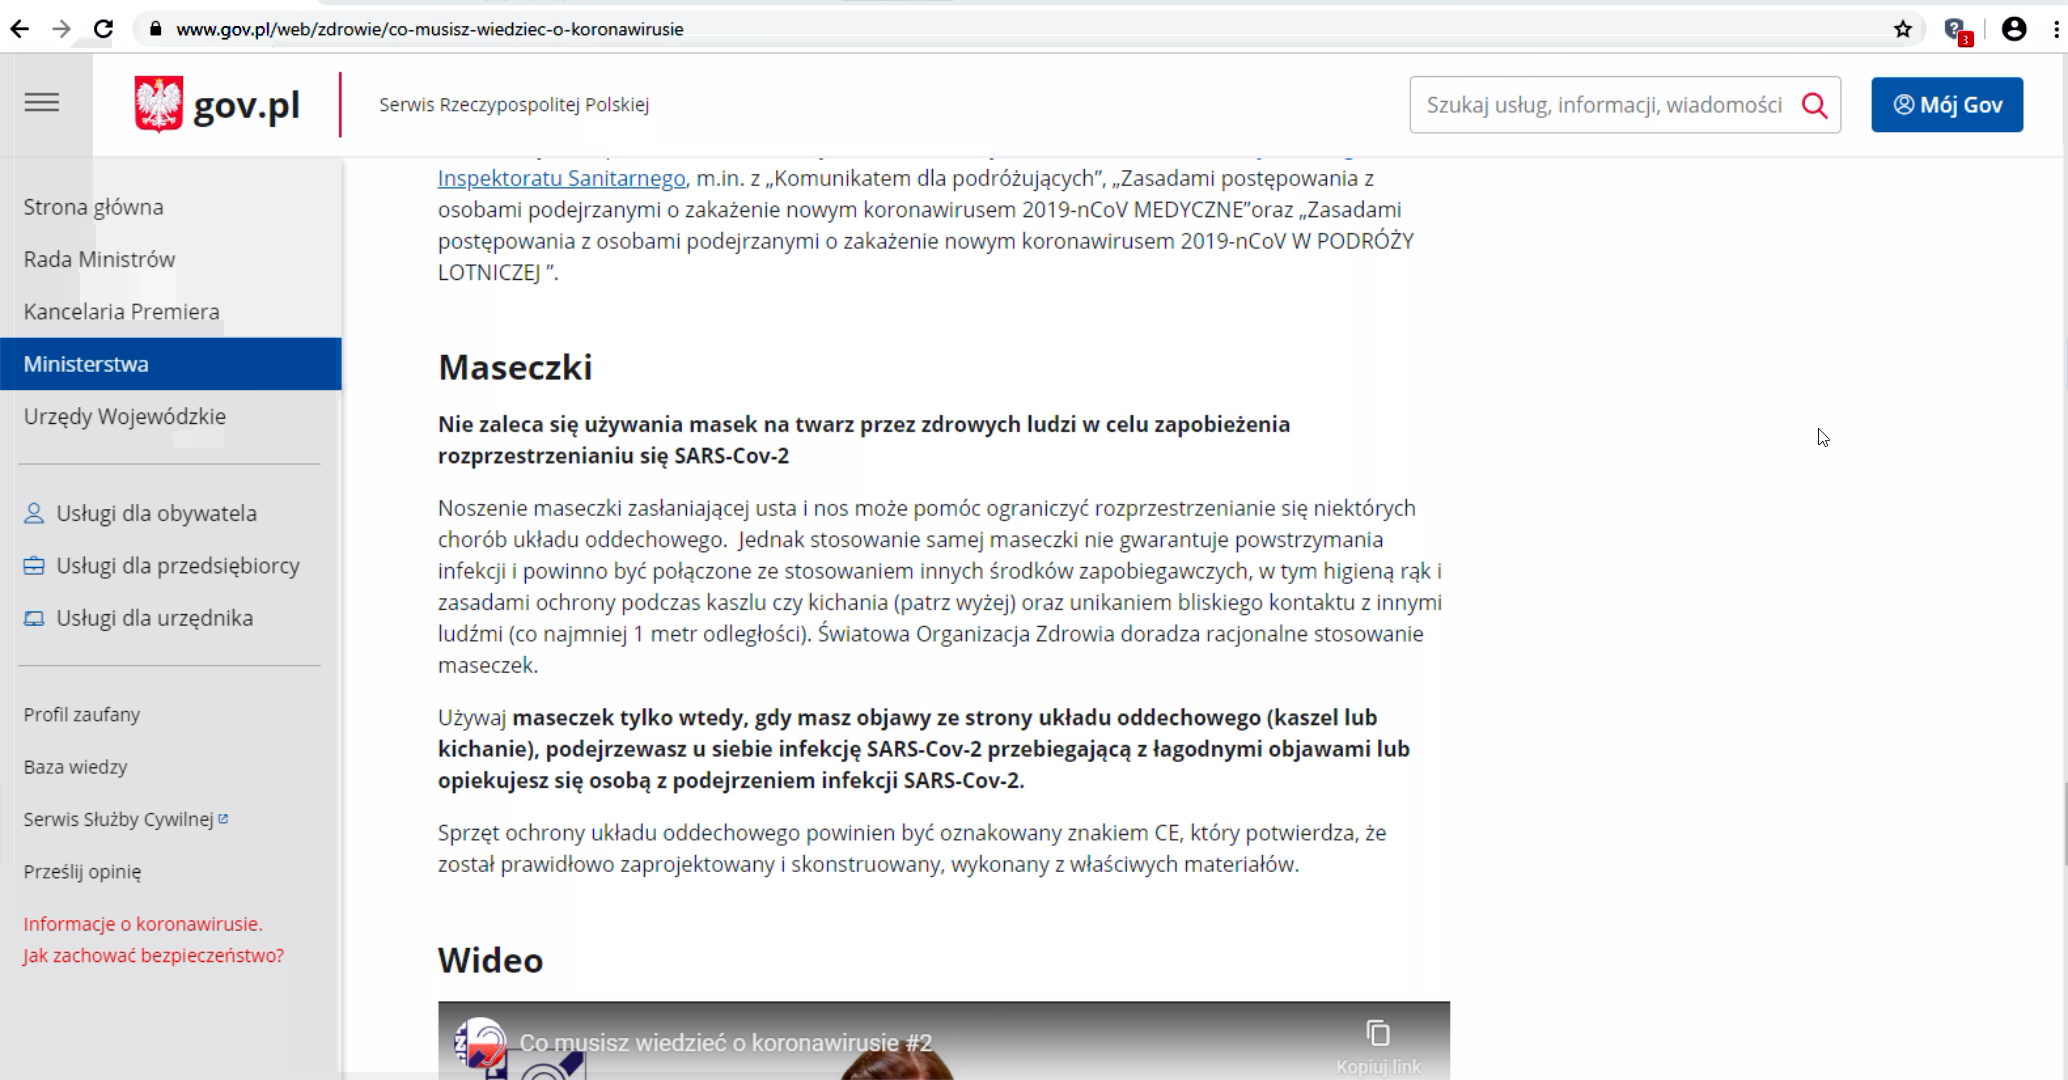 www.gov.pl/web/zdrowie/co-musisz-wiedziec-o-koronawirusie
3
gov.pl
Serwis Rzeczypospolitej Polskiej
Szukaj usług, informacji, wiadomości
Mój Gov
Strona główna
Rada Ministrów
Kancelaria Premiera
Ministerstwa
Urzędy Wojewódzkie
Usługi dla obywatela
Usługi dla przedsiębiorcy
Usługi dla urzędnika
Profil zaufany
Baza wiedzy
Serwis Służby Cywilnej
Prześlij opinię
Informacje o koronawirusie.
Jak zachować bezpieczeństwo?
Inspektoratu Sanitarnego, m.in. z „Komunikatem dla podróżujących”, „Zasadami postępowania z
osobami podejrzanymi o zakażenie nowym koronawirusem 2019-nCoV MEDYCZNE”oraz „Zasadami
postępowania z osobami podejrzanymi o zakażenie nowym koronawirusem 2019-nCoV W PODRÓŻY
LOTNICZEJ ”.
Maseczki
Nie zaleca się używania masek na twarz przez zdrowych ludzi w celu zapobieżenia
rozprzestrzenianiu się SARS-Cov-2
Noszenie maseczki zasłaniającej usta i nos może pomóc ograniczyć rozprzestrzenianie się niektórych
chorób układu oddechowego.  Jednak stosowanie samej maseczki nie gwarantuje powstrzymania
infekcji i powinno być połączone ze stosowaniem innych środków zapobiegawczych, w tym higieną rąk i
zasadami ochrony podczas kaszlu czy kichania (patrz wyżej) oraz unikaniem bliskiego kontaktu z innymi
ludźmi (co najmniej 1 metr odległości). Światowa Organizacja Zdrowia doradza racjonalne stosowanie
maseczek.
Używaj maseczek tylko wtedy, gdy masz objawy ze strony układu oddechowego (kaszel lub
kichanie), podejrzewasz u siebie infekcję SARS-Cov-2 przebiegającą z łagodnymi objawami lub
opiekujesz się osobą z podejrzeniem infekcji SARS-Cov-2.
Sprzęt ochrony układu oddechowego powinien być oznakowany znakiem CE, który potwierdza, że
został prawidłowo zaprojektowany i skonstruowany, wykonany z właściwych materiałów.
Wideo
Co musisz wiedzieć o koronawirusie #2
Kopiuj link